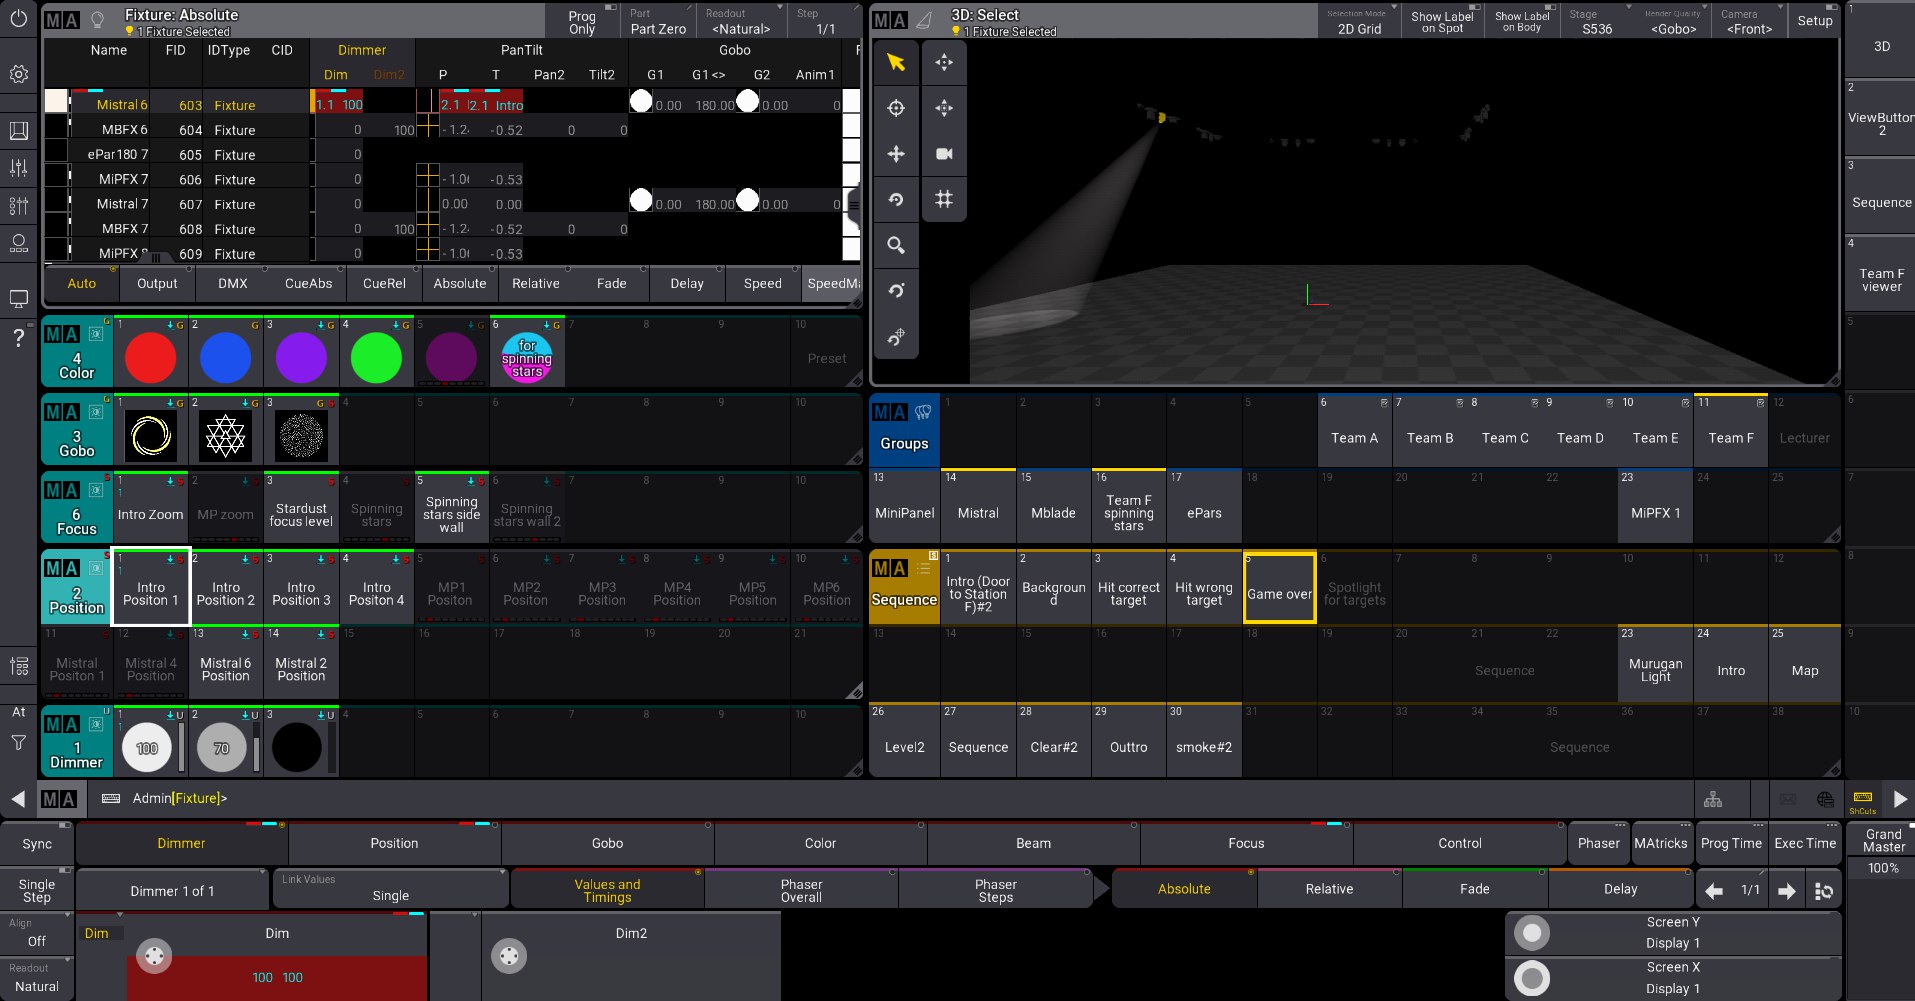 MA Fixture: Absolute
1 Fixture Selected
Prog Only
Part
Part Zero
Readout
<Natural>
Step
1/1
Name FID IDType CID Dimmer PanTilt Gobo
Dim Dim2 P T Pan2 Tilt2 G1 G1<> G2 Anim1
Mistral 6 603 Fixture 1.1 100 2.1 2.1 Intro 0.00 180.00 0.00 0
MBFX 6 604 Fixture 0 100 -0.52 0 0
ePar180 7 605 Fixture 0
MiPFX 7 606 Fixture 0 -0.53
Mistral 7 607 Fixture 0 0.00 0.00 0.00 180.00 0.00 0
MBFX 7 608 Fixture 0 100 -0.52 0 0
609 Fixture 0 -0.53
Auto Output DMX CueAbs CueRel Absolute Relative Fade Delay Speed
MA 3D: Select
1 Fixture Selected
Selection Mode
2D Grid
Show Label on Spot
Show Label on Body
Stage
S536
Render Quality
<Gobo>
Camera
<Front>
Setup
1
3D
2
ViewButton 2
3
Sequence
4
Team F viewer
5
6
7
8
9
10
MA G
4
Color
1 G
2 G
3 G
4 G
5 G
6 G
for spinning stars
7 8 9 10
Preset
MA G
3
Gobo
1 G
2 G
3 G S
4 5 6 7 8 9 10
MA S
6
Focus
1 S
1
Intro Zoom
2 S
MP zoom
3 S
Stardust focus level
4 S
Spinning stars
5 S
Spinning stars side wall
6 S
Spinning stars wall 2
7 8 9 10
MA S
2
Position
1 S
1
Intro Positon 1
2 S
Intro Position 2
3 S
Intro Position 3
4 S
Intro Positon 4
5 S
MP1 Positon
6 S
MP2 Positon
7 S
MP3 Position
8 S
MP4 Position
9 S
MP5 Position
10 S
MP6 Position
11 S
Mistral Positon 1
12 S
Mistral 4 Position
13 S
Mistral 6 Position
14 S
Mistral 2 Position
15 16 17 18 19 20 21
MA U
1
Dimmer
1 U
1
100
2 U
70
3 U
4 5 6 7 8 9 10
MA
Groups
1 2 3 4 5
6
Team A
7
Team B
8
Team C
9
Team D
10
Team E
11
Team F
12
Lecturer
13
MiniPanel
14
Mistral
15
Mblade
16
Team F spinning stars
17
ePars
18 19 20 21 22
23
MiPFX 1
24 25
MA S
Sequence
1
Intro (Door to Station F)#2
2
Background
3
Hit correct target
4
Hit wrong target
5
Game over
6
Spotlight for targets
7 8 9 10 11 12
13 14 15 16 17 18 19 20 21 22
Sequence
23
Murugan Light
24
Intro
25
Map
26
Level2
27
Sequence
28
Clear#2
29
Outtro
30
smoke#2
31 32 33 34 35 36 37 38
Sequence
?
At
MA Admin[Fixture]>
ShCuts
Sync
Dimmer Position Gobo Color Beam Focus Control
Phaser MAtricks Prog Time Exec Time
Grand Master
100%
Single Step
Dimmer 1 of 1
Link Values
Single
Values and Timings
Phaser Overall
Phaser Steps
Absolute Relative Fade Delay
1/1
Align
Off
Readout
Natural
Dim
Dim
100 100
Dim2
Screen Y
Display 1
Screen X
Display 1